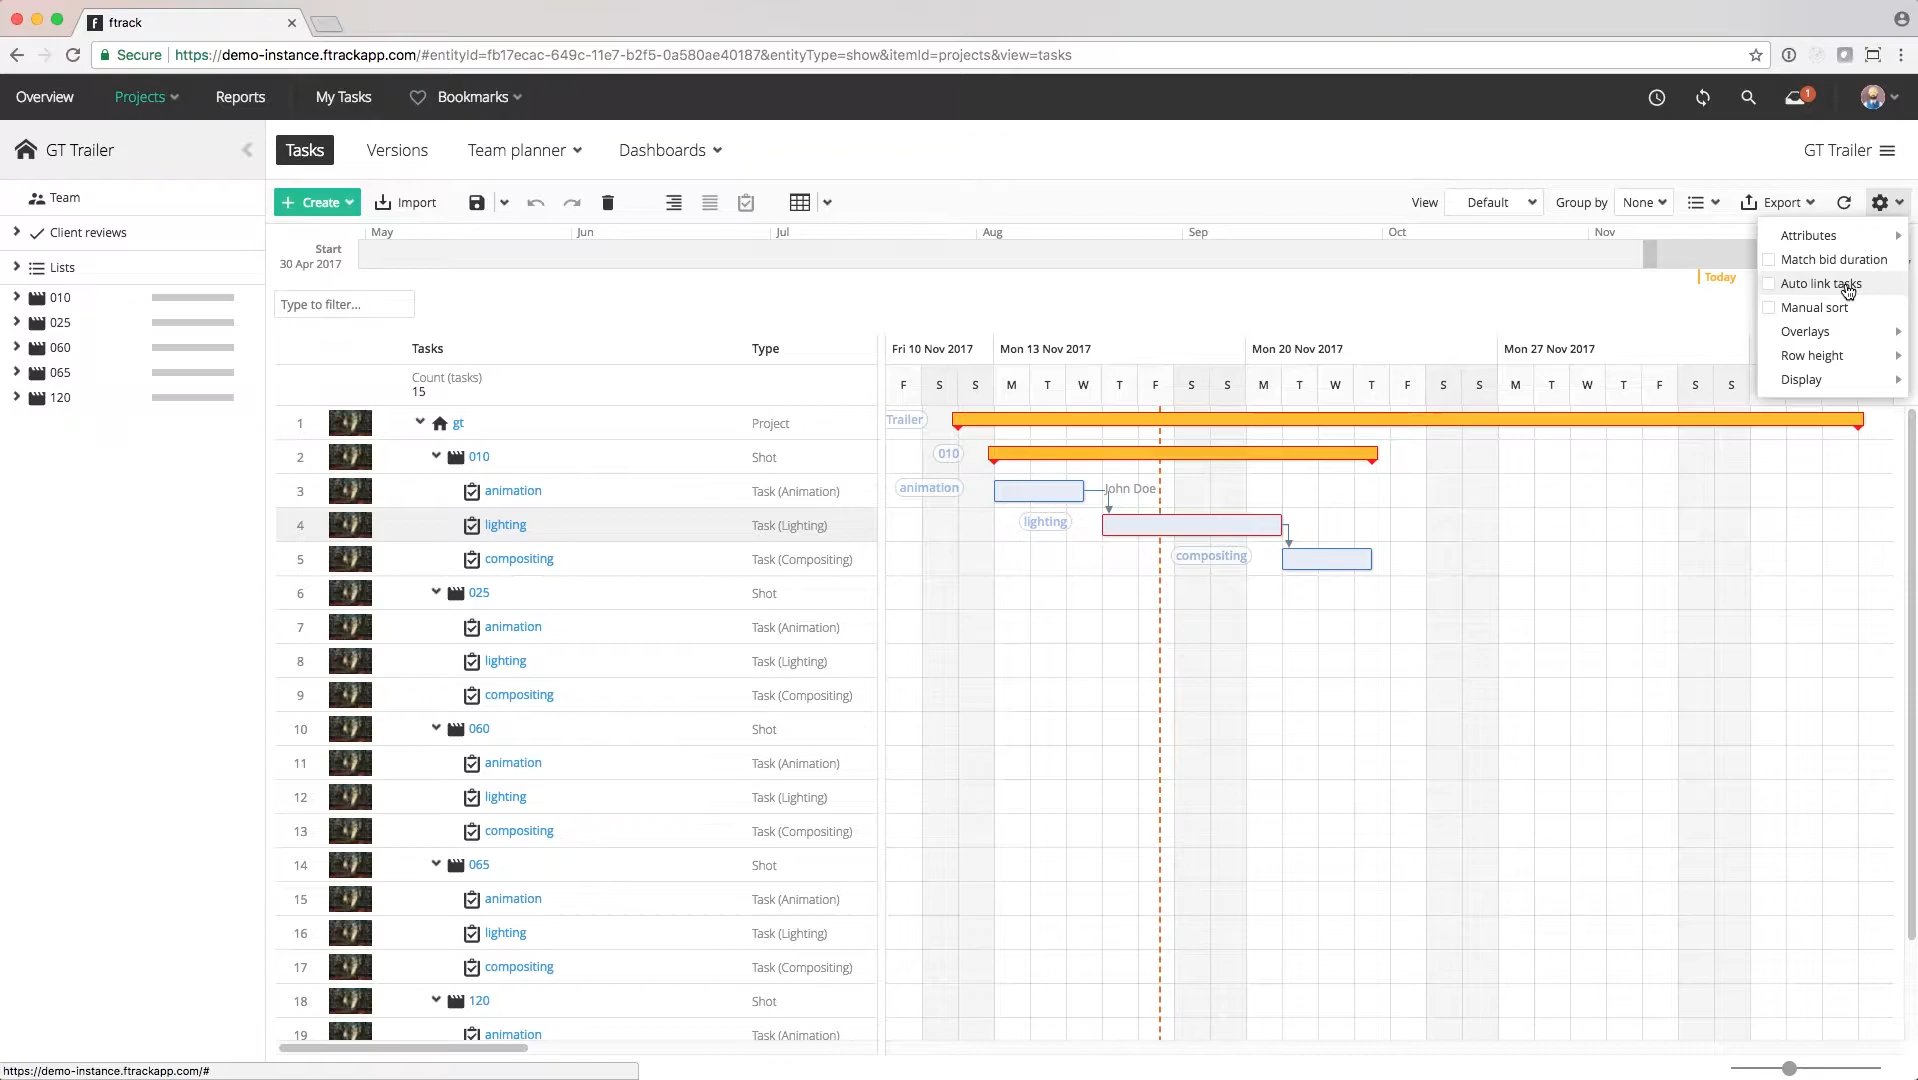 ftrack
Secure https://demo-instance.ftrackapp.com/#entityId=fb17ecac-649c-11e7-b2f5-0a580ae40187&entityType=show&itemId=projects&view=tasks
Overview Projects Reports My Tasks Bookmarks 1
GT Trailer Tasks Versions Team planner Dashboards GT Trailer
Team
Client reviews
Lists
010
025
060
065
120
+ Create Import View Default Group by None Export
May Jun Jul Aug Sep Oct Nov
Start
30 Apr 2017
Today
Attributes
Match bid duration
Auto link tasks
Manual sort
Overlays
Row height
Display
Type to filter...
Tasks Type Fri 10 Nov 2017 Mon 13 Nov 2017 Mon 20 Nov 2017 Mon 27 Nov 2017
Count (tasks)
15
F S S M T W T F S S M T W T F S S M T W T F S S
1 gt Project Trailer
2 010 Shot 010
3 animation Task (Animation) animation John Doe
4 lighting Task (Lighting) lighting
5 compositing Task (Compositing) compositing
6 025 Shot
7 animation Task (Animation)
8 lighting Task (Lighting)
9 compositing Task (Compositing)
10 060 Shot
11 animation Task (Animation)
12 lighting Task (Lighting)
13 compositing Task (Compositing)
14 065 Shot
15 animation Task (Animation)
16 lighting Task (Lighting)
17 compositing Task (Compositing)
18 120 Shot
19 animation Task (Animation)
https://demo-instance.ftrackapp.com/#